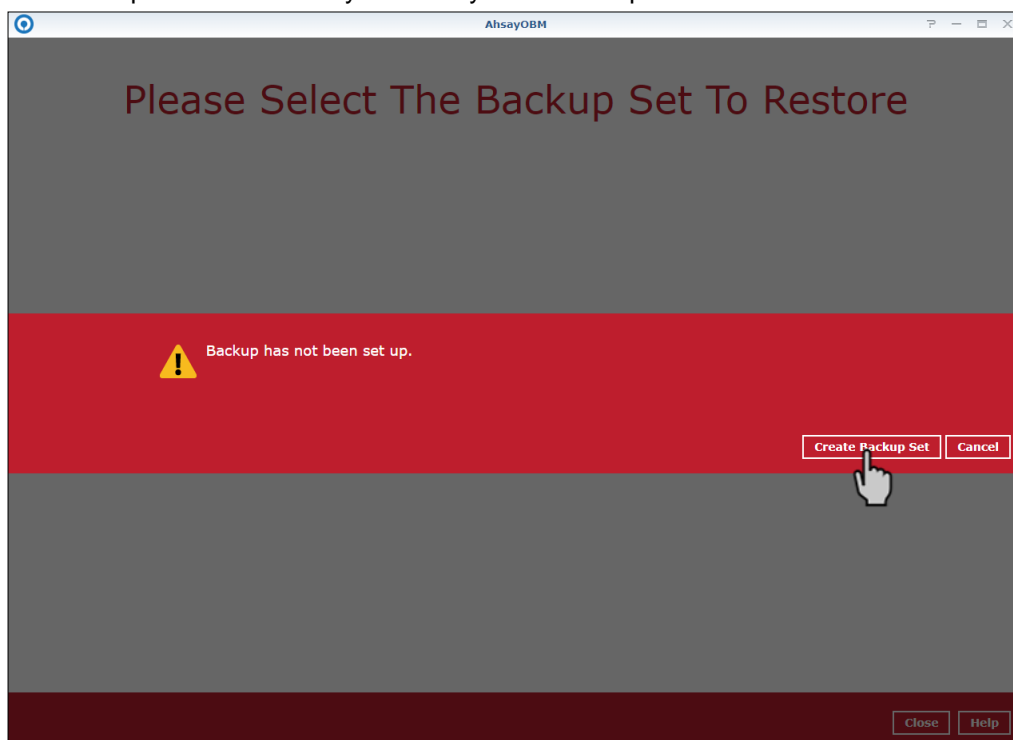 AhsayOBM
Please Select The Backup Set To Restore
Backup has not been set up.
Create Backup Set Cancel
Close Help